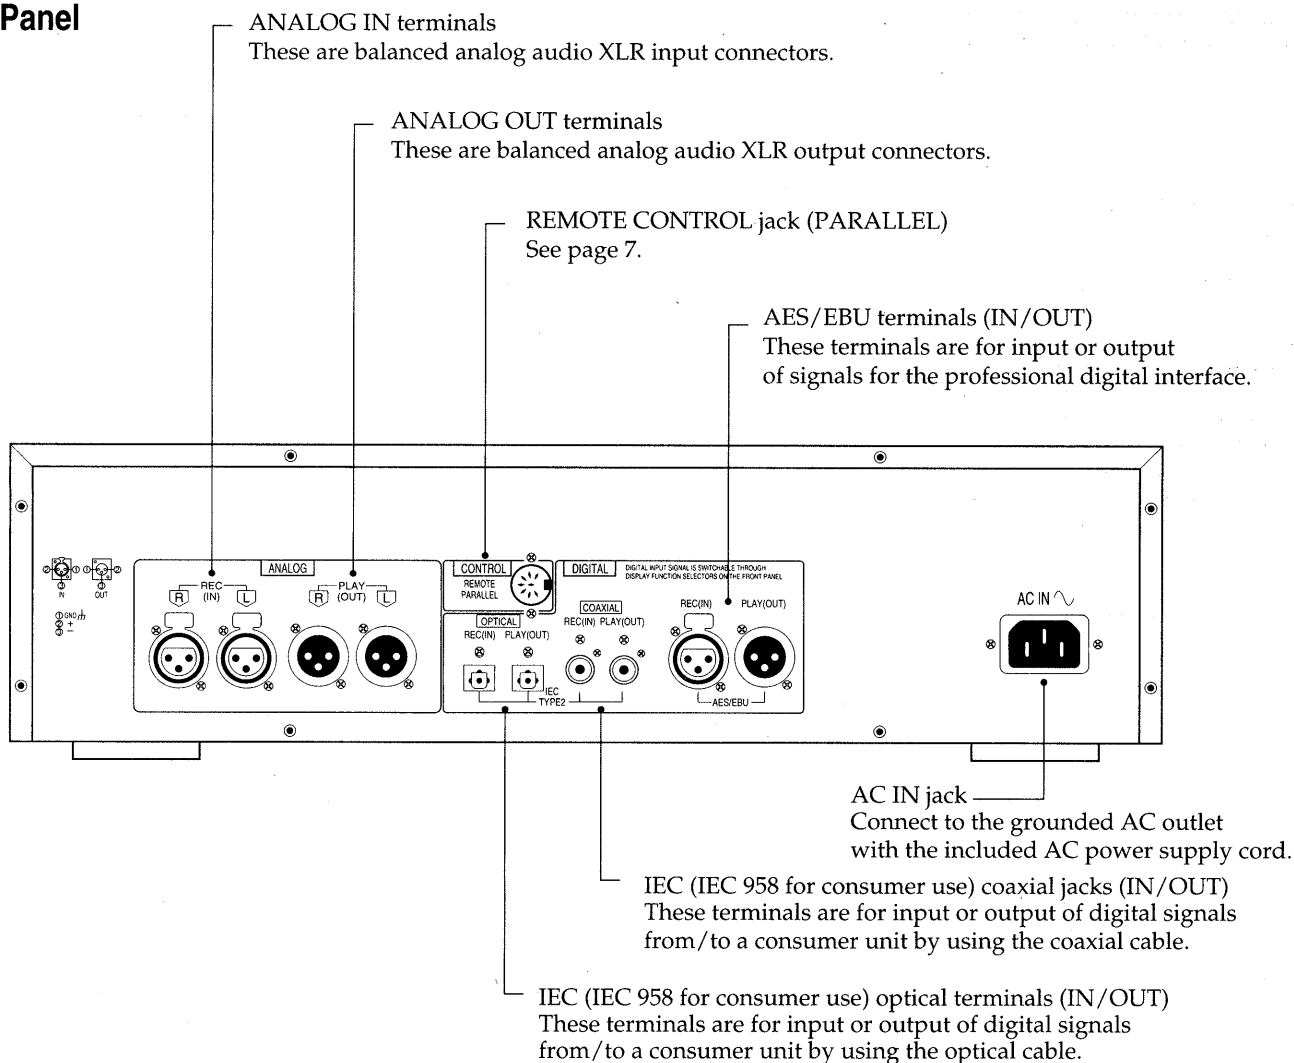 Panel
ANALOG IN terminals
These are balanced analog audio XLR input connectors.
ANALOG OUT terminals
These are balanced analog audio XLR output connectors.
REMOTE CONTROL jack (PARALLEL)
See page 7.
AES/EBU terminals (IN/OUT)
These terminals are for input or output
of signals for the professional digital interface.
② ① ① ②
③ ③
IN OUT
① GND
② +
③ −
ANALOG
REC
R (IN) L
PLAY
R (OUT) L
CONTROL
REMOTE
PARALLEL
DIGITAL
DIGITAL INPUT SIGNAL IS SWITCHABLE THROUGH
DISPLAY FUNCTION SELECTORS ON THE FRONT PANEL
OPTICAL
REC(IN) PLAY(OUT)
COAXIAL
REC(IN) PLAY(OUT)
REC(IN) PLAY(OUT)
IEC
TYPE2
AES/EBU
AC IN
AC IN jack
Connect to the grounded AC outlet
with the included AC power supply cord.
IEC (IEC 958 for consumer use) coaxial jacks (IN/OUT)
These terminals are for input or output of digital signals
from/to a consumer unit by using the coaxial cable.
IEC (IEC 958 for consumer use) optical terminals (IN/OUT)
These terminals are for input or output of digital signals
from/to a consumer unit by using the optical cable.